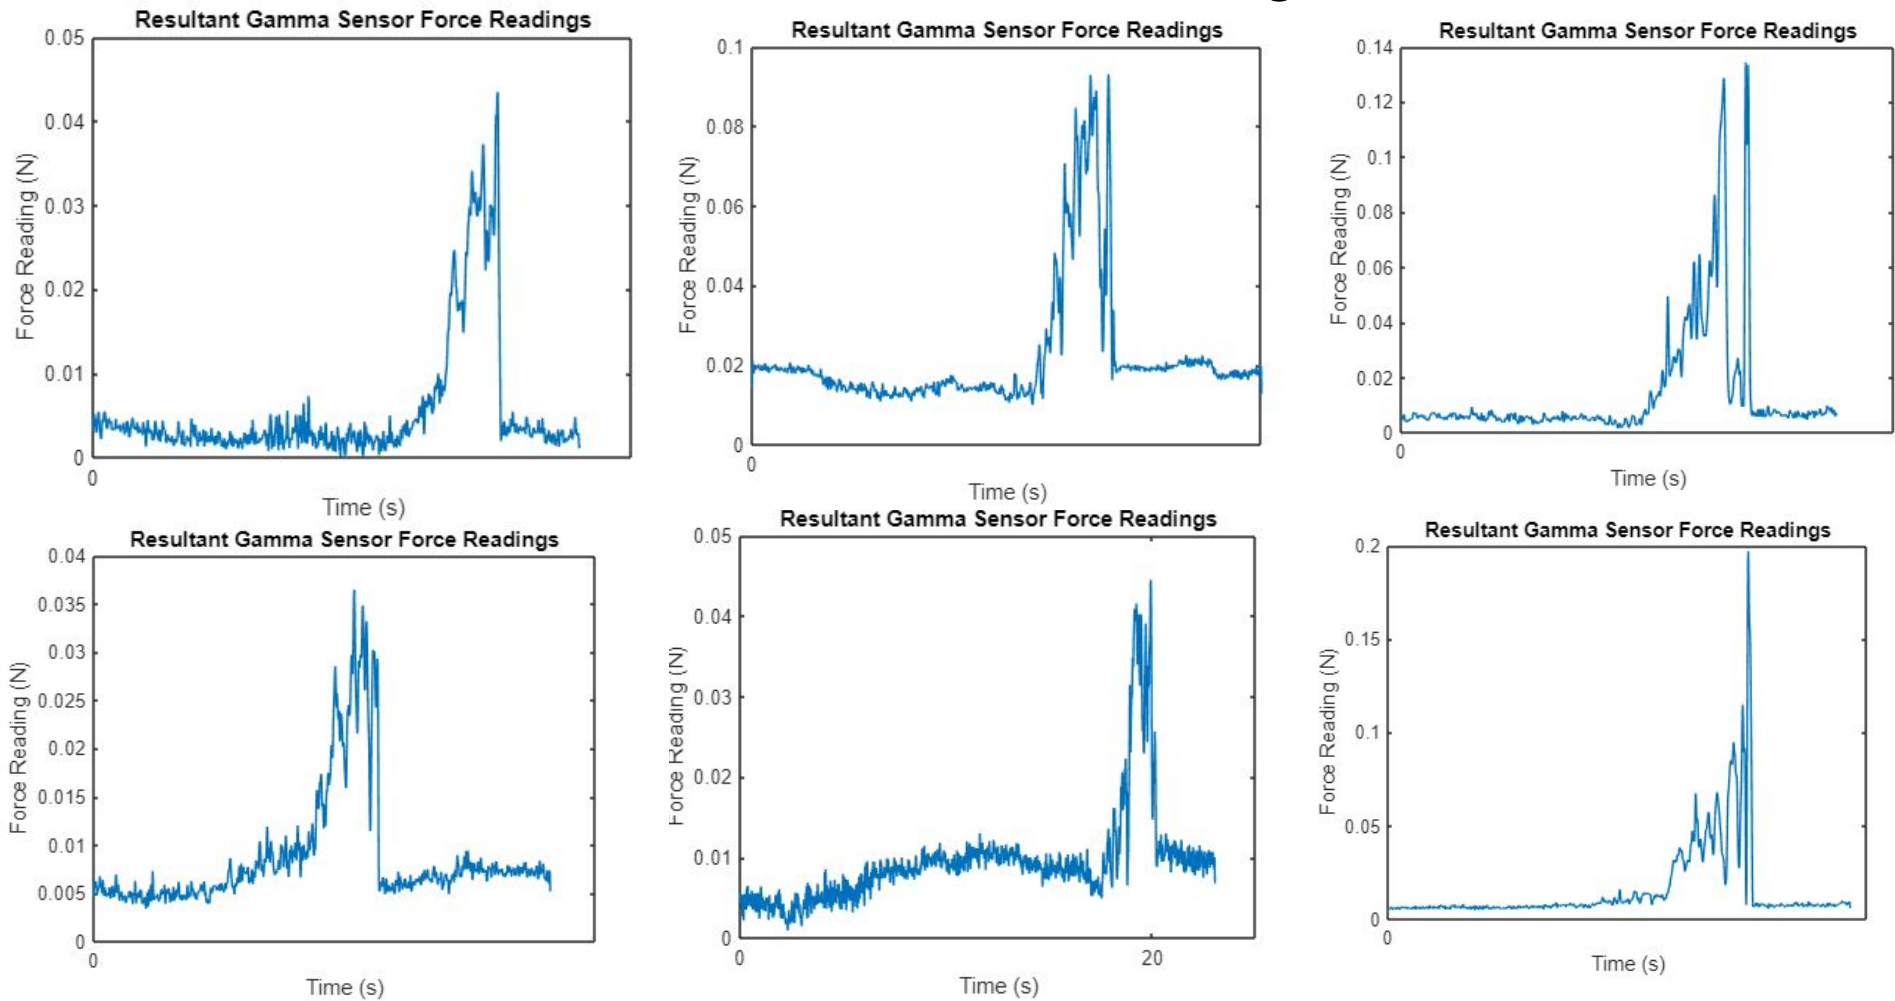 Resultant Gamma Sensor Force Readings
0.05
0.04
0.03
0.02
0.01
0
0
Force Reading (N)
Time (s)
Resultant Gamma Sensor Force Readings
0.1
0.08
0.06
0.04
0.02
0
0
Force Reading (N)
Time (s)
Resultant Gamma Sensor Force Readings
0.14
0.12
0.1
0.08
0.06
0.04
0.02
0
0
Force Reading (N)
Time (s)
Resultant Gamma Sensor Force Readings
0.04
0.035
0.03
0.025
0.02
0.015
0.01
0.005
0
0
Force Reading (N)
Time (s)
Resultant Gamma Sensor Force Readings
0.05
0.04
0.03
0.02
0.01
0
0 20
Force Reading (N)
Time (s)
Resultant Gamma Sensor Force Readings
0.2
0.15
0.1
0.05
0
0
Force Reading (N)
Time (s)